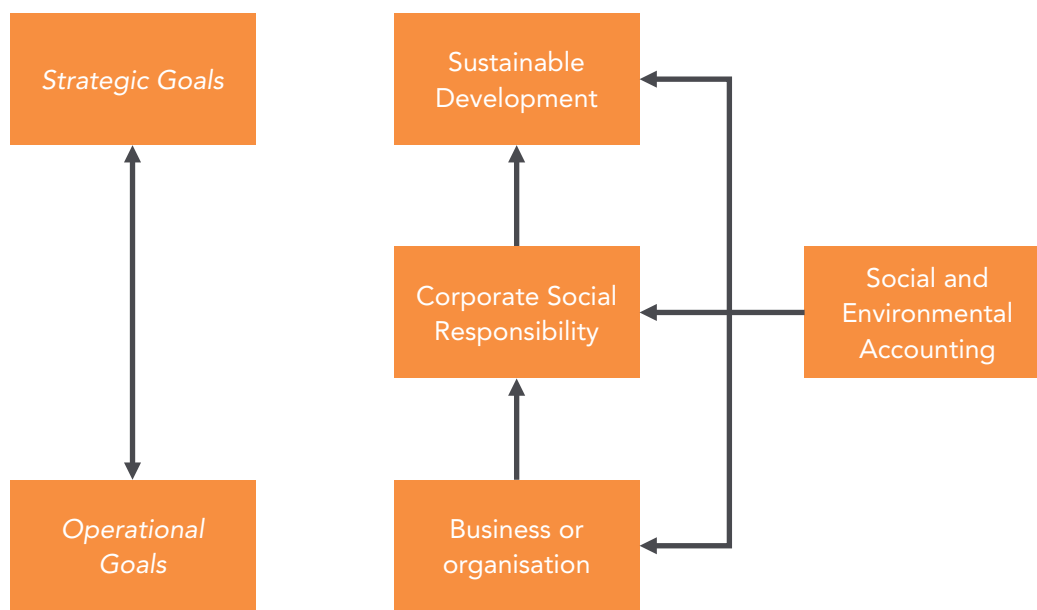 Strategic Goals
Sustainable
Development
Corporate Social
Responsibility
Social and
Environmental
Accounting
Operational
Goals
Business or
organisation